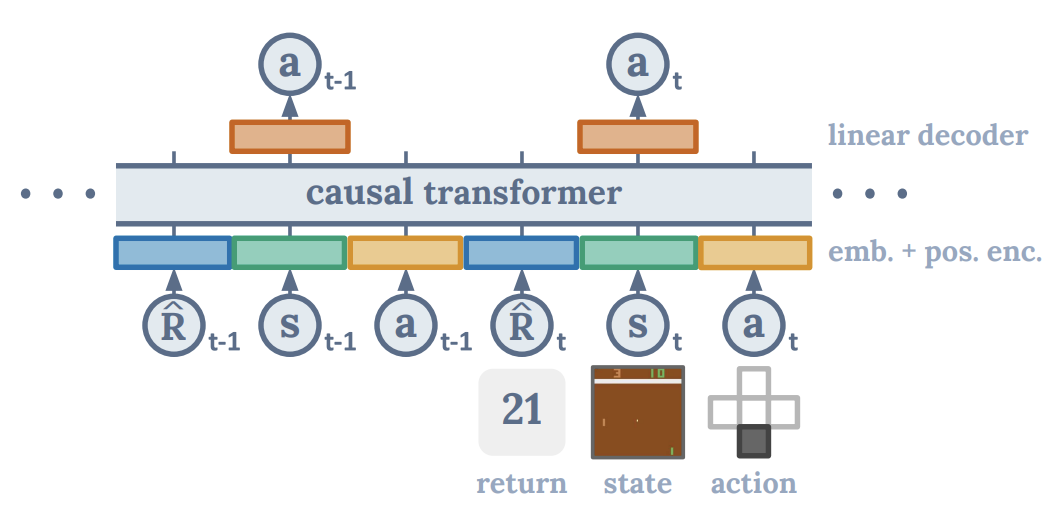 a t-1 a t
linear decoder
causal transformer
emb. + pos. enc.
R̂ t-1 s t-1 a t-1 R̂ t s t a t
3 10
21
return state action